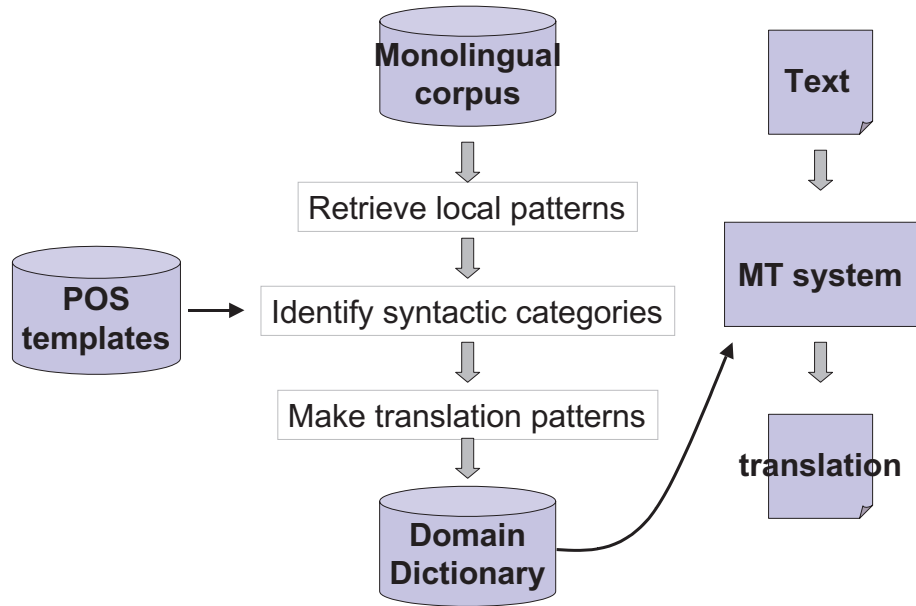 Monolingual
corpus
Retrieve local patterns
POS
templates
Identify syntactic categories
Make translation patterns
Domain
Dictionary
Text
MT system
translation